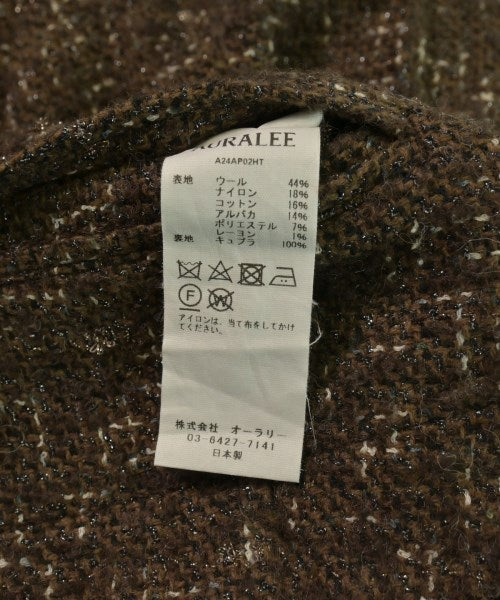 AURALEE
A24AP02HT
表地 ウール 44%
ナイロン 18%
コットン 16%
アルパカ 14%
ポリエステル 7%
レーヨン 1%
裏地 キュプラ 100%
F W
アイロンは、当て布をしてかけ
てください。
株式会社 オーラリー
03-6427-7141
日本製